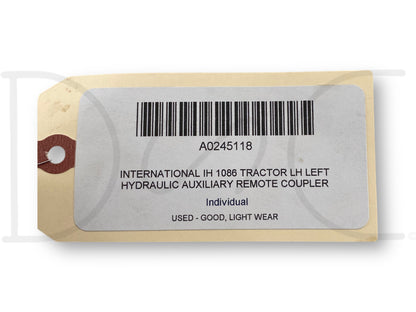 A0245118
INTERNATIONAL IH 1086 TRACTOR LH LEFT
HYDRAULIC AUXILIARY REMOTE COUPLER
Individual
USED - GOOD, LIGHT WEAR